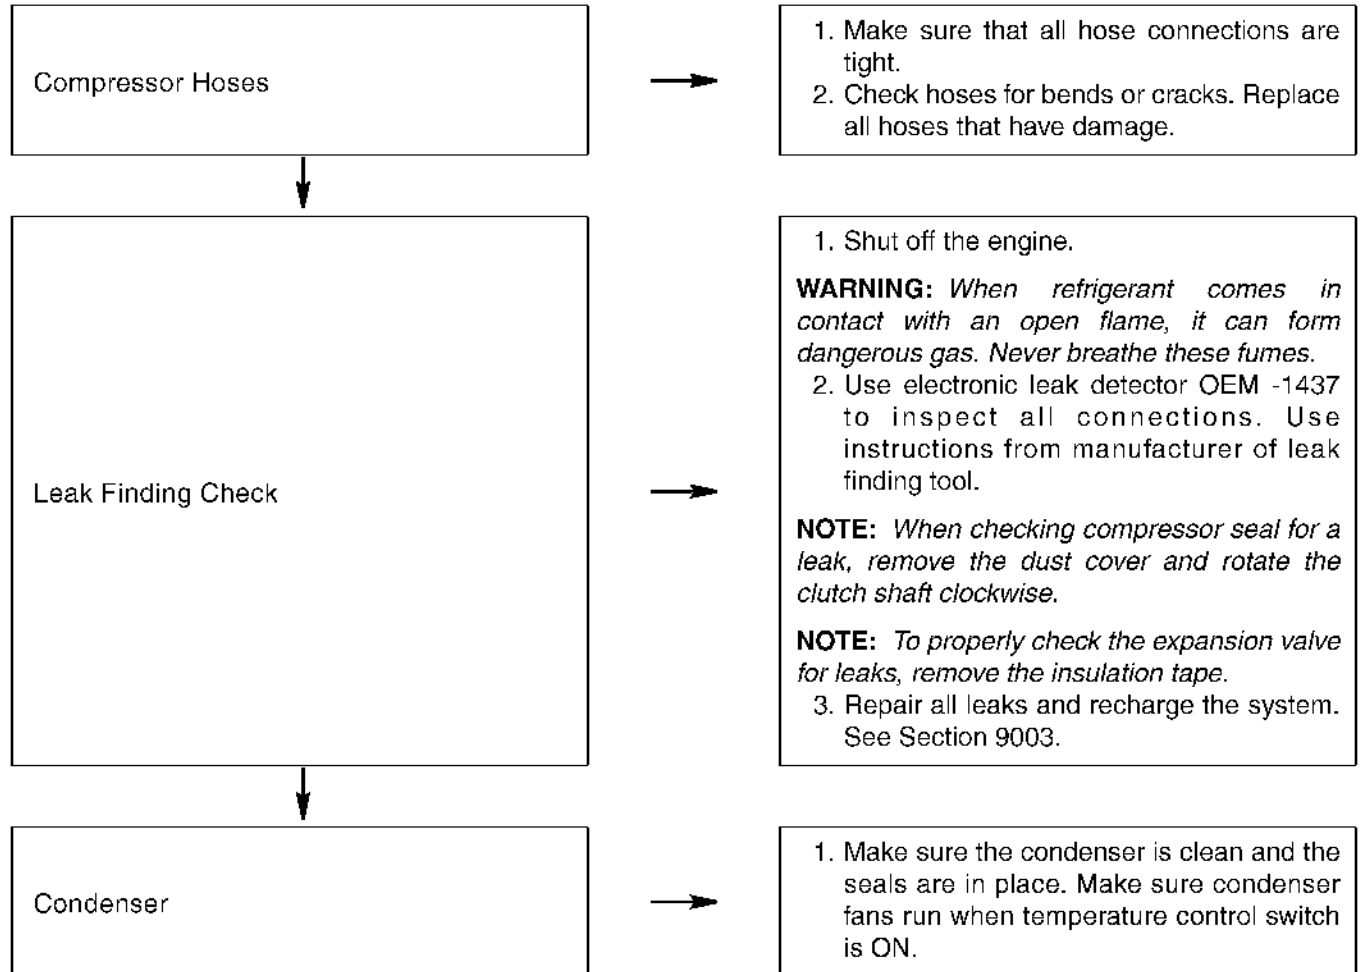 Compressor Hoses
1. Make sure that all hose connections are
tight.
2. Check hoses for bends or cracks. Replace
all hoses that have damage.
Leak Finding Check
1. Shut off the engine.
WARNING: When refrigerant comes in
contact with an open flame, it can form
dangerous gas. Never breathe these fumes.
2. Use electronic leak detector OEM -1437
to inspect all connections. Use
instructions from manufacturer of leak
finding tool.
NOTE: When checking compressor seal for a
leak, remove the dust cover and rotate the
clutch shaft clockwise.
NOTE: To properly check the expansion valve
for leaks, remove the insulation tape.
3. Repair all leaks and recharge the system.
See Section 9003.
Condenser
1. Make sure the condenser is clean and the
seals are in place. Make sure condenser
fans run when temperature control switch
is ON.